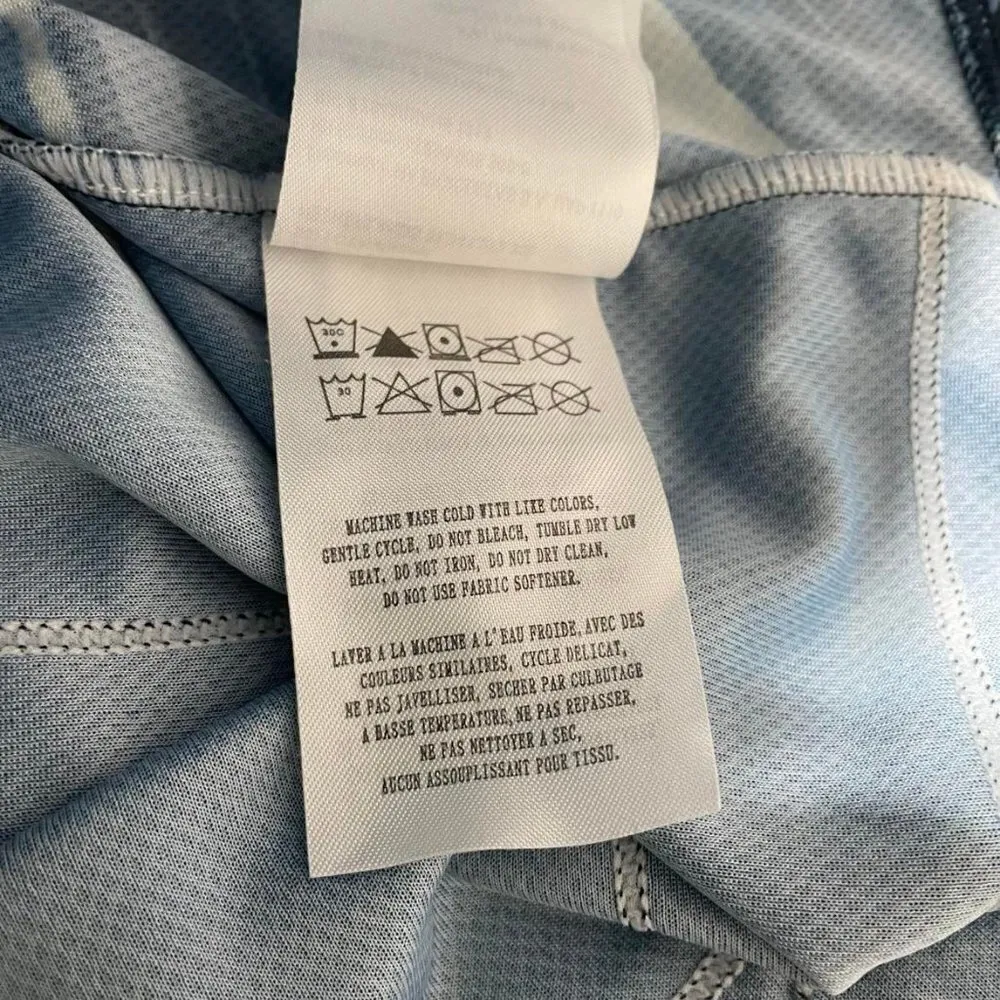 30C
30
MACHINE WASH COLD WITH LIKE COLORS,
GENTLE CYCLE, DO NOT BLEACH, TUMBLE DRY LOW
HEAT, DO NOT IRON, DO NOT DRY CLEAN,
DO NOT USE FABRIC SOFTENER.
LAVER A LA MACHINE A L'EAU FROIDE, AVEC DES
COULEURS SIMILAIRES, CYCLE DELICAT,
NE PAS JAVELLISER, SECHER PAR CULBUTAGE
A BASSE TEMPERATURE, NE PAS REPASSER,
NE PAS NETTOYER A SEC,
AUCUN ASSOUPLISSANT POUR TISSU.